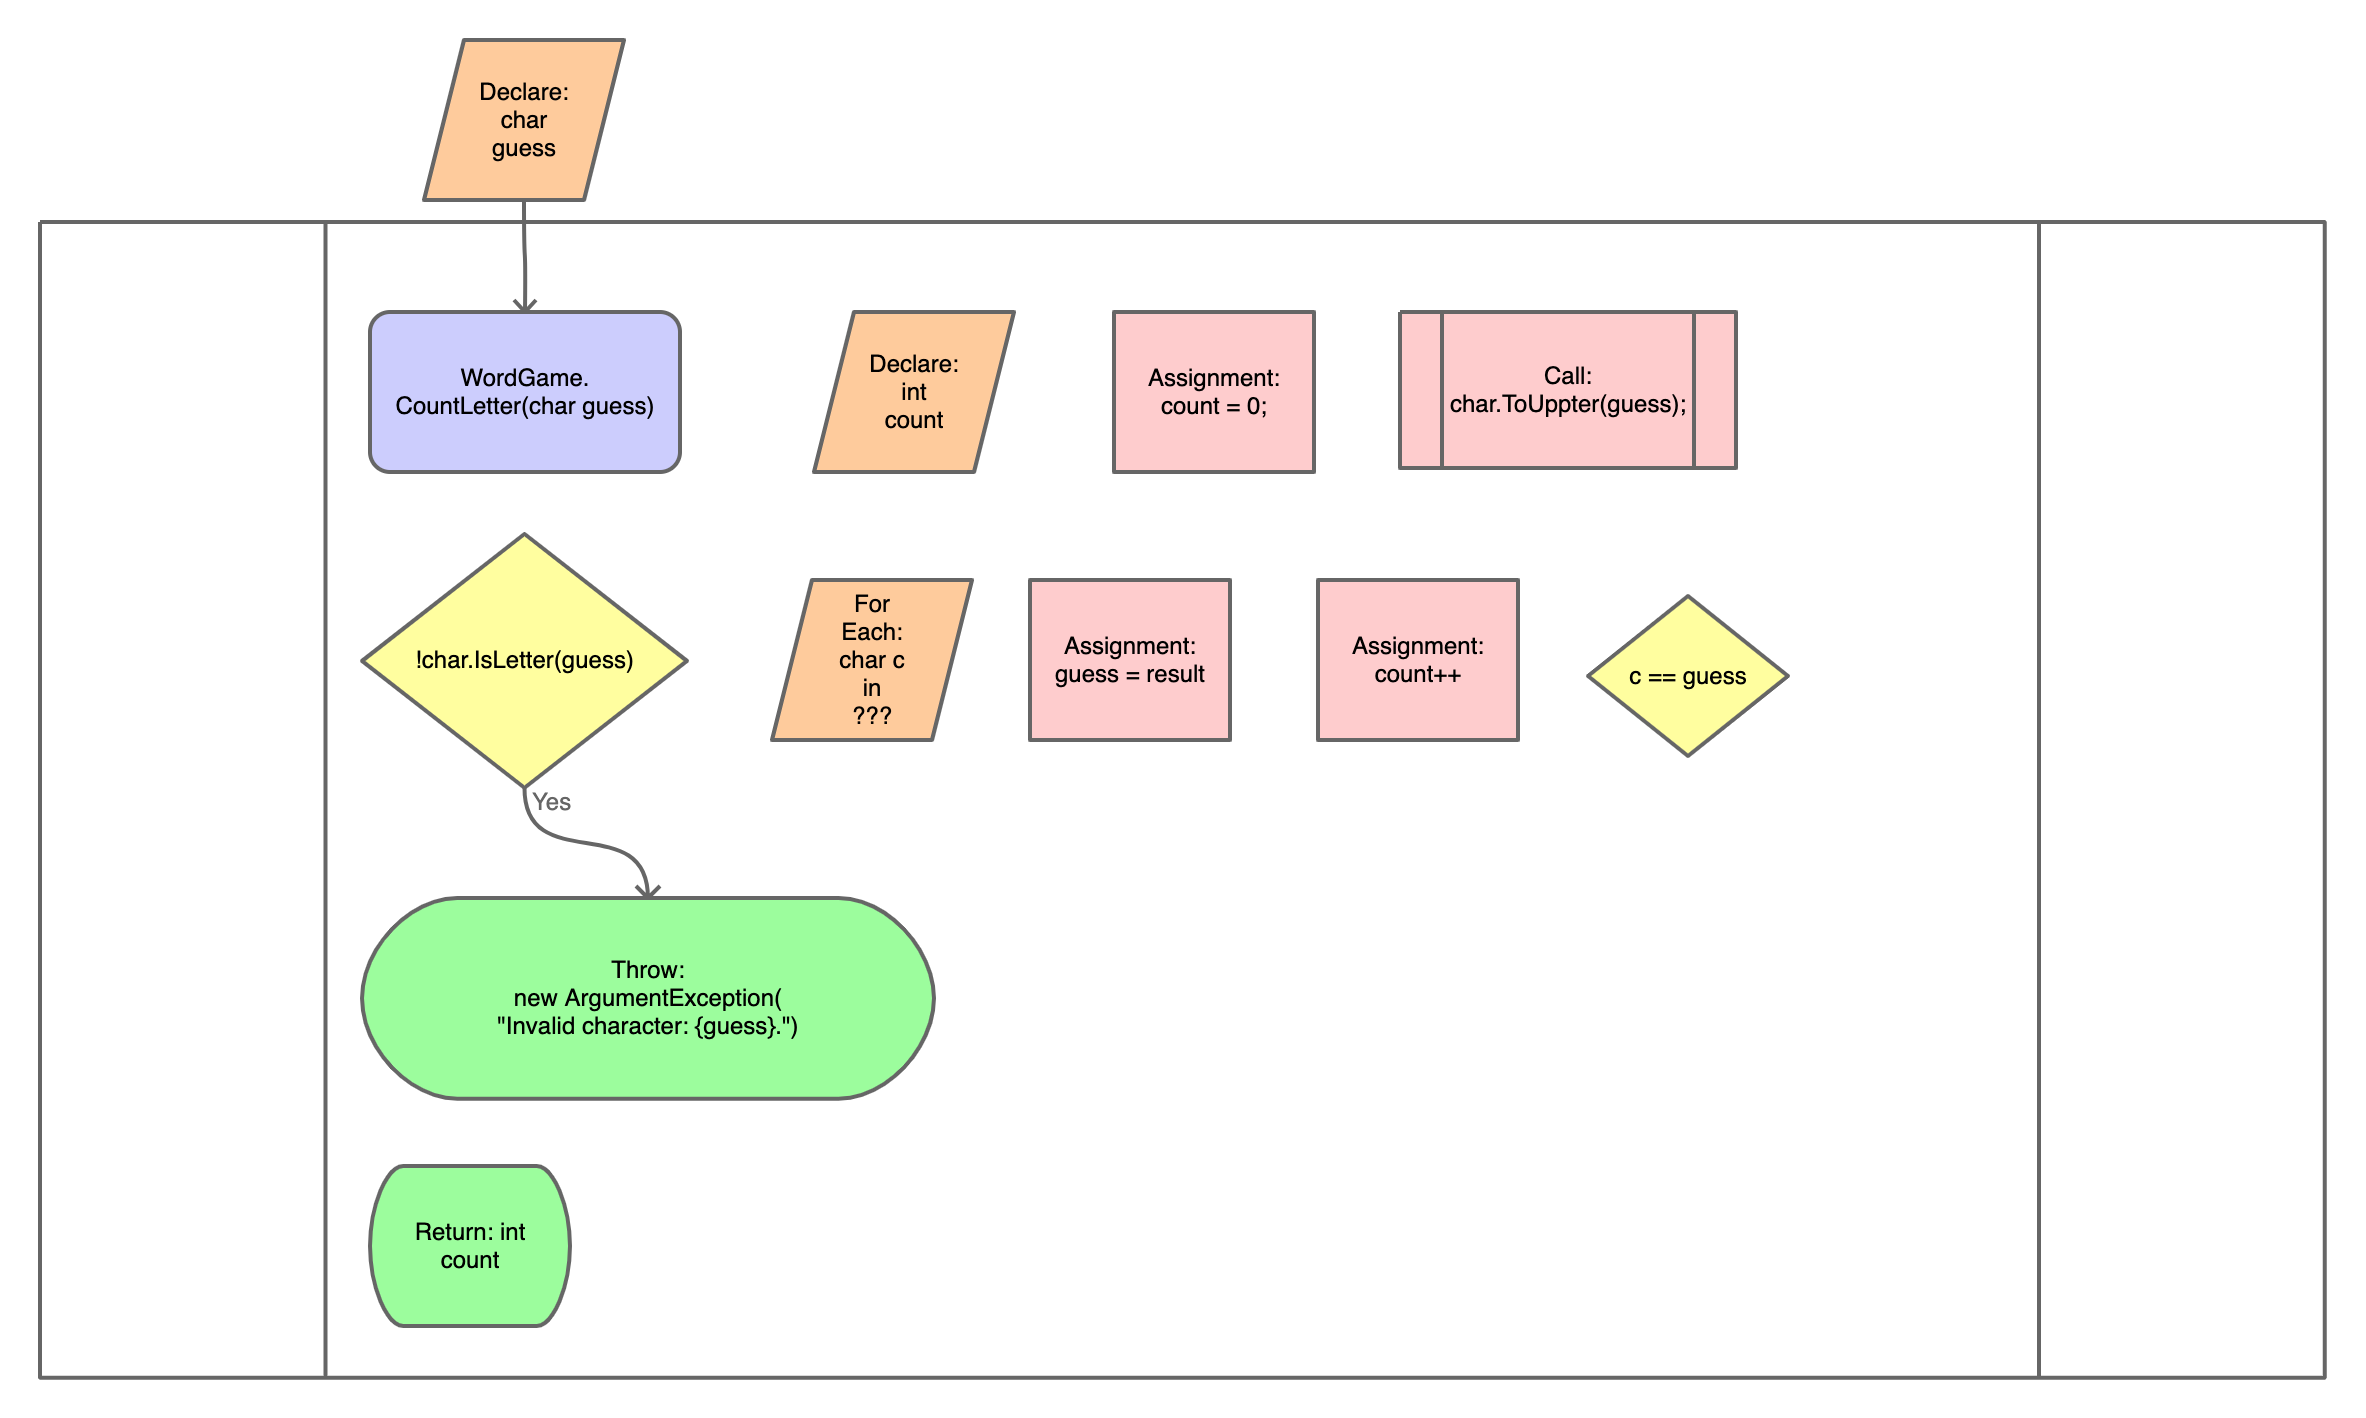 Declare:
char
guess
WordGame.
CountLetter(char guess)
Declare:
int
count
Assignment:
count = 0;
Call:
char.ToUppter(guess);
!char.IsLetter(guess)
For
Each:
char c
in
???
Assignment:
guess = result
Assignment:
count++
c == guess
Yes
Throw:
new ArgumentException(
"Invalid character: {guess}.")
Return: int
count